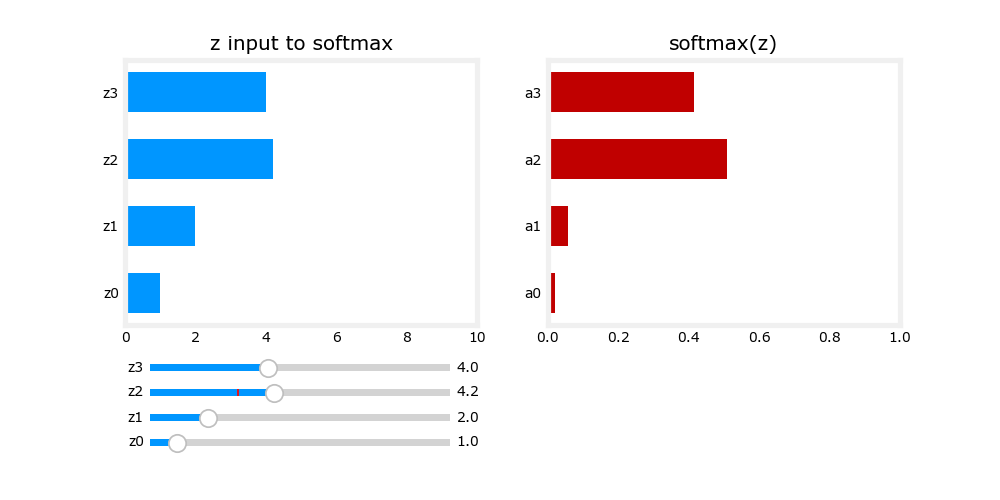 z input to softmax
z3
z2
z1
z0
0 2 4 6 8 10
z3 4.0
z2 4.2
z1 2.0
z0 1.0
softmax(z)
a3
a2
a1
a0
0.0 0.2 0.4 0.6 0.8 1.0